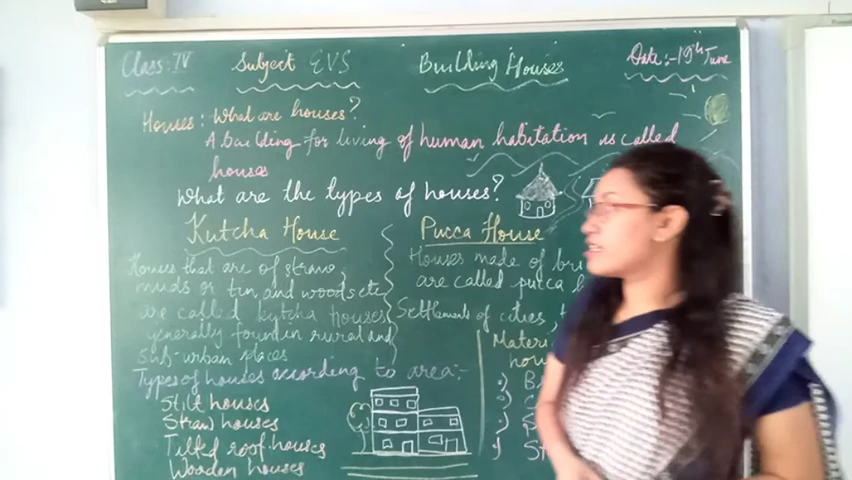 Class: IV Subject EVS Building Houses Date:-19th June
Houses: What are houses?
A building for living of human habitation is called
houses
What are the types of houses?
Kutcha House
Pucca House
Houses that are of straw,
muds or tin, and woods etc
are called kutcha houses
generally found in rural and
sub-urban places
Houses made of
are called pucca
Settlements of cities,
Types of houses according to area:-
Stilt houses
Straw houses
Tilted roof houses
Wooden houses